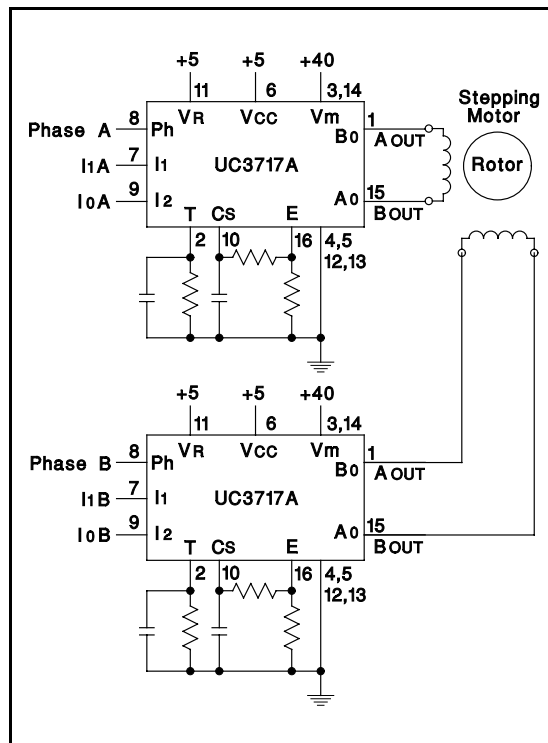 +5 +5 +40
11 6 3,14
Stepping
Motor
Rotor
VR VCC Vm
Phase A 8 Ph
I1A 7 I1
I0A 9 I2
UC3717A
B0 1 A OUT
A0 15 B OUT
T CS E
2 10 16 4,5
12,13
+5 +5 +40
11 6 3,14
VR VCC Vm
Phase B 8 Ph
I1B 7 I1
I0B 9 I2
UC3717A
B0 1 A OUT
A0 15 B OUT
T CS E
2 10 16 4,5
12,13